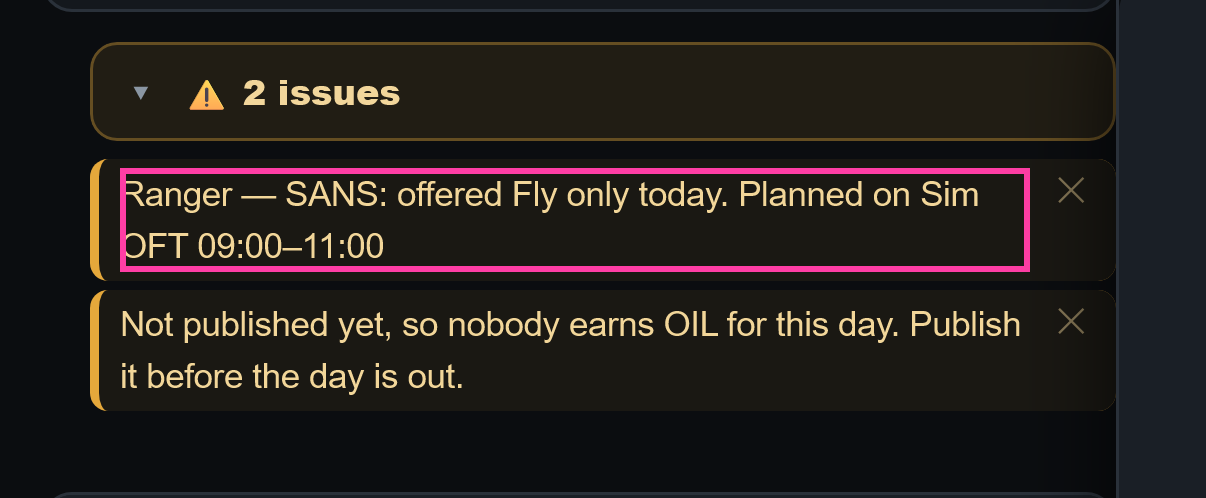 2 issues
Ranger — SANS: offered Fly only today. Planned on Sim
OFT 09:00–11:00
Not published yet, so nobody earns OIL for this day. Publish
it before the day is out.